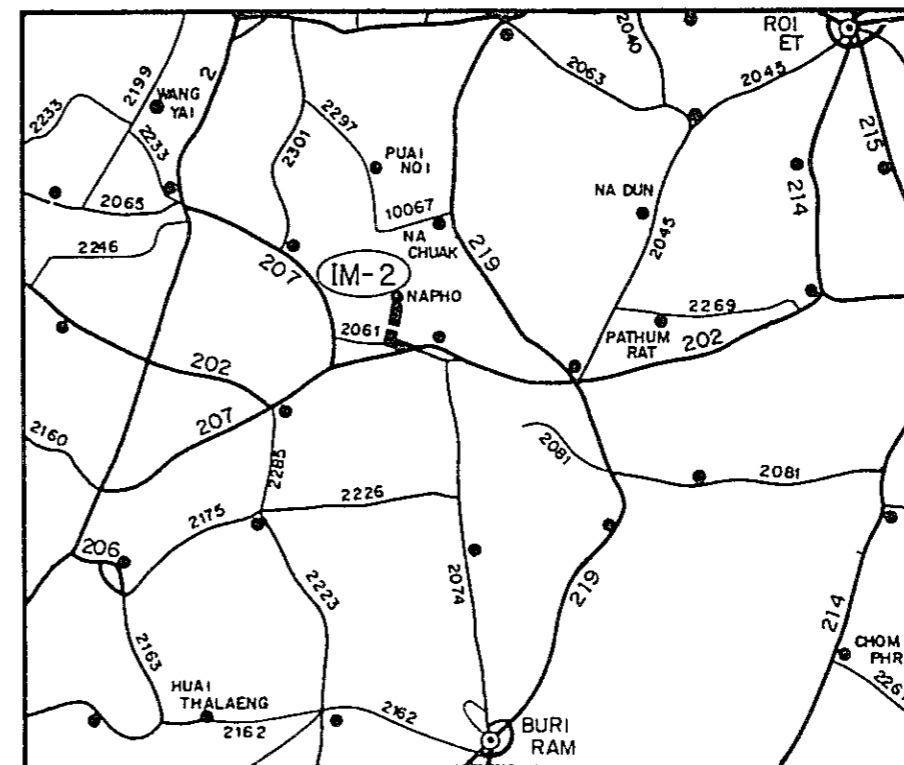 ROI
ET
2040
2063
2045
2199
2
WANG
YAI
2233
2233
2297
2301
PUAI
NOI
215
214
2065
10067
NA DUN
2246
NA
CHUAK
219
2045
207
IM-2
NAPHO
2269
2061
PATHUM
RAT
202
202
207
2160
2081
2081
2285
2226
2175
206
2223
2074
219
214
2163
CHOM
PHR
HUAI
THALAENG
2261
2162
2162
BURI
RAM